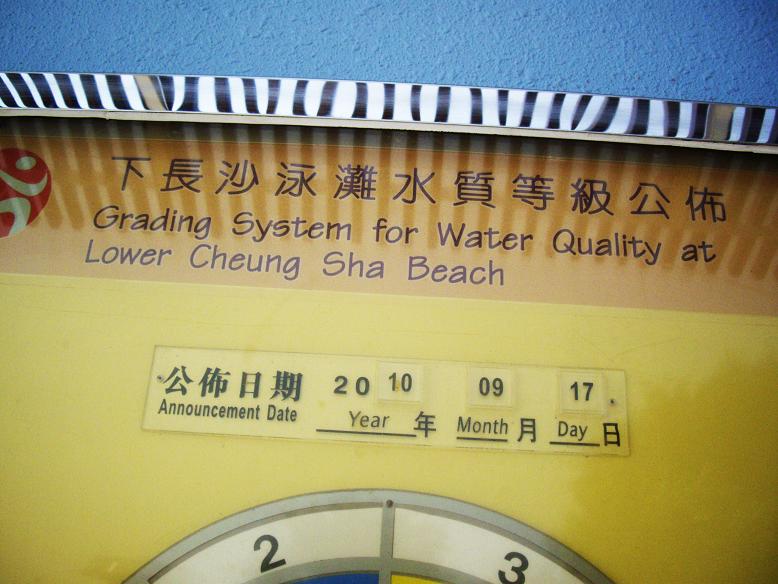 下長沙泳灘水質等級公佈
Grading System for Water Quality at
Lower Cheung Sha Beach
公佈日期 2010 09 17
Announcement Date Year 年 Month 月 Day 日
2 3